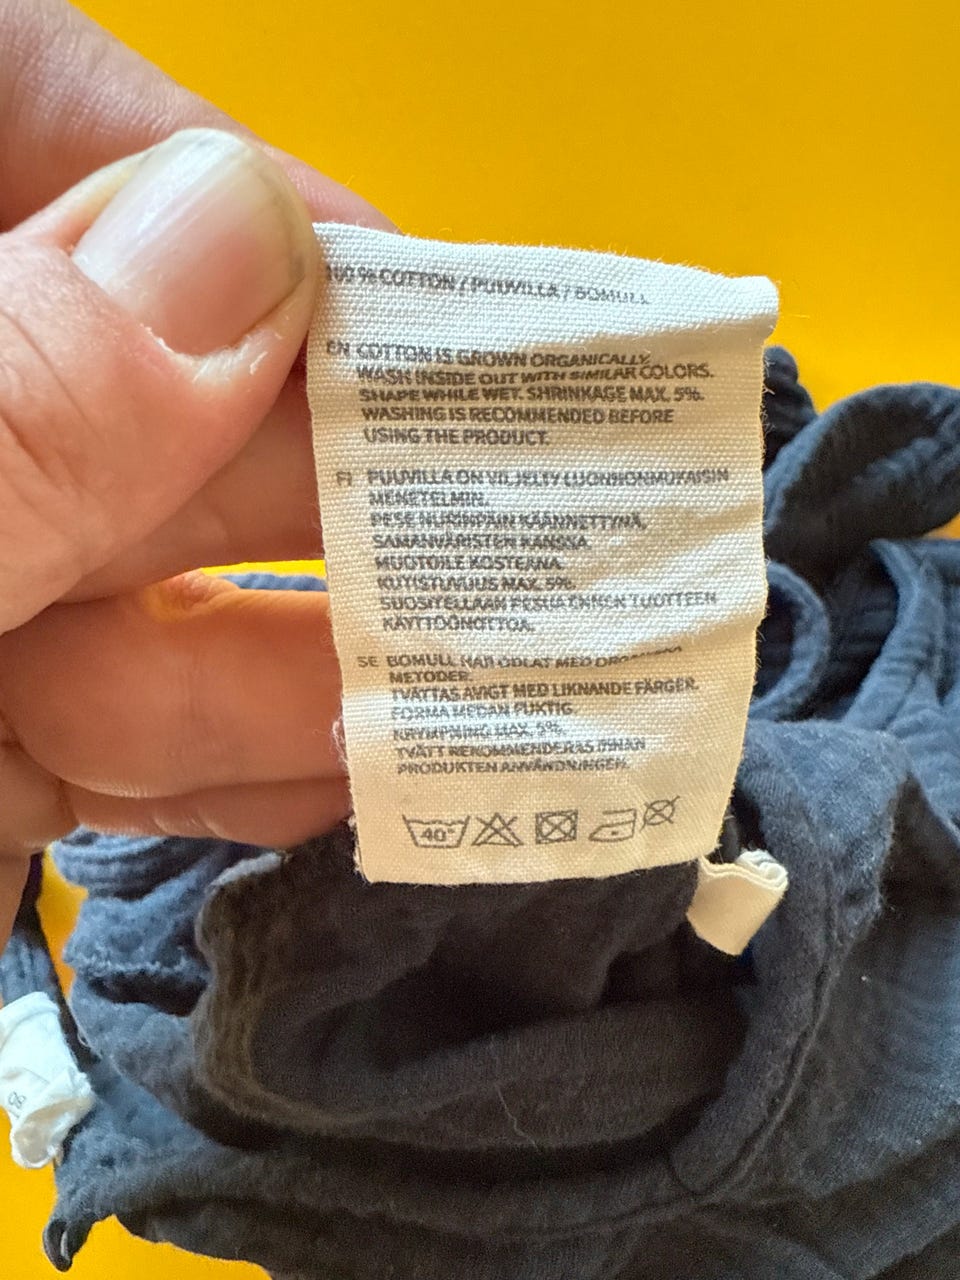 100 % COTTON / PUUVILLA / BOMULL
EN COTTON IS GROWN ORGANICALLY.
WASH INSIDE OUT WITH SIMILAR COLORS.
SHAPE WHILE WET. SHRINKAGE MAX. 5%.
WASHING IS RECOMMENDED BEFORE
USING THE PRODUCT.
FI PUUVILLA ON VILJELTY LUONNONMUKAISIN
MENETELMIN.
PESE NURINPÄIN KÄÄNNETTYNÄ,
SAMANVÄRISTEN KANSSA.
MUOTOILE KOSTEANA.
KUTISTUVUUS MAX. 5%.
SUOSITELLAAN PESUA ENNEN TUOTTEEN
KÄYTTÖÖNOTTOA.
SE BOMULL HAR ODLAT MED
METODER.
TVÄTTAS AVIGT MED LIKNANDE FÄRGER.
FORMA MEDAN FUKTIG.
KRYMPNING MAX. 5%.
TVÄTT REKOMMENDERAS INNAN
PRODUKTEN ANVÄNDNINGEN.
40°